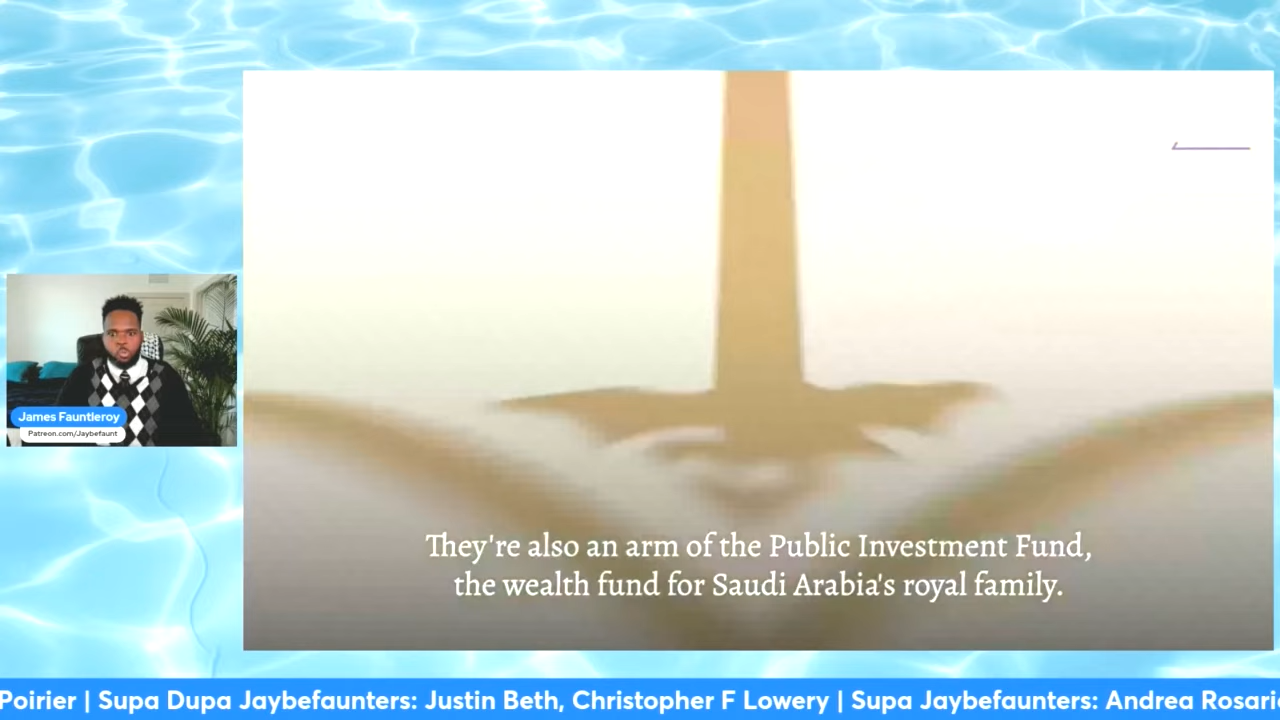 They're also an arm of the Public Investment Fund,
the wealth fund for Saudi Arabia's royal family.
James Fauntleroy
Patreon.com/Jaybefaunt
Poirier | Supa Dupa Jaybefaunters: Justin Beth, Christopher F Lowery | Supa Jaybefaunters: Andrea Rosari